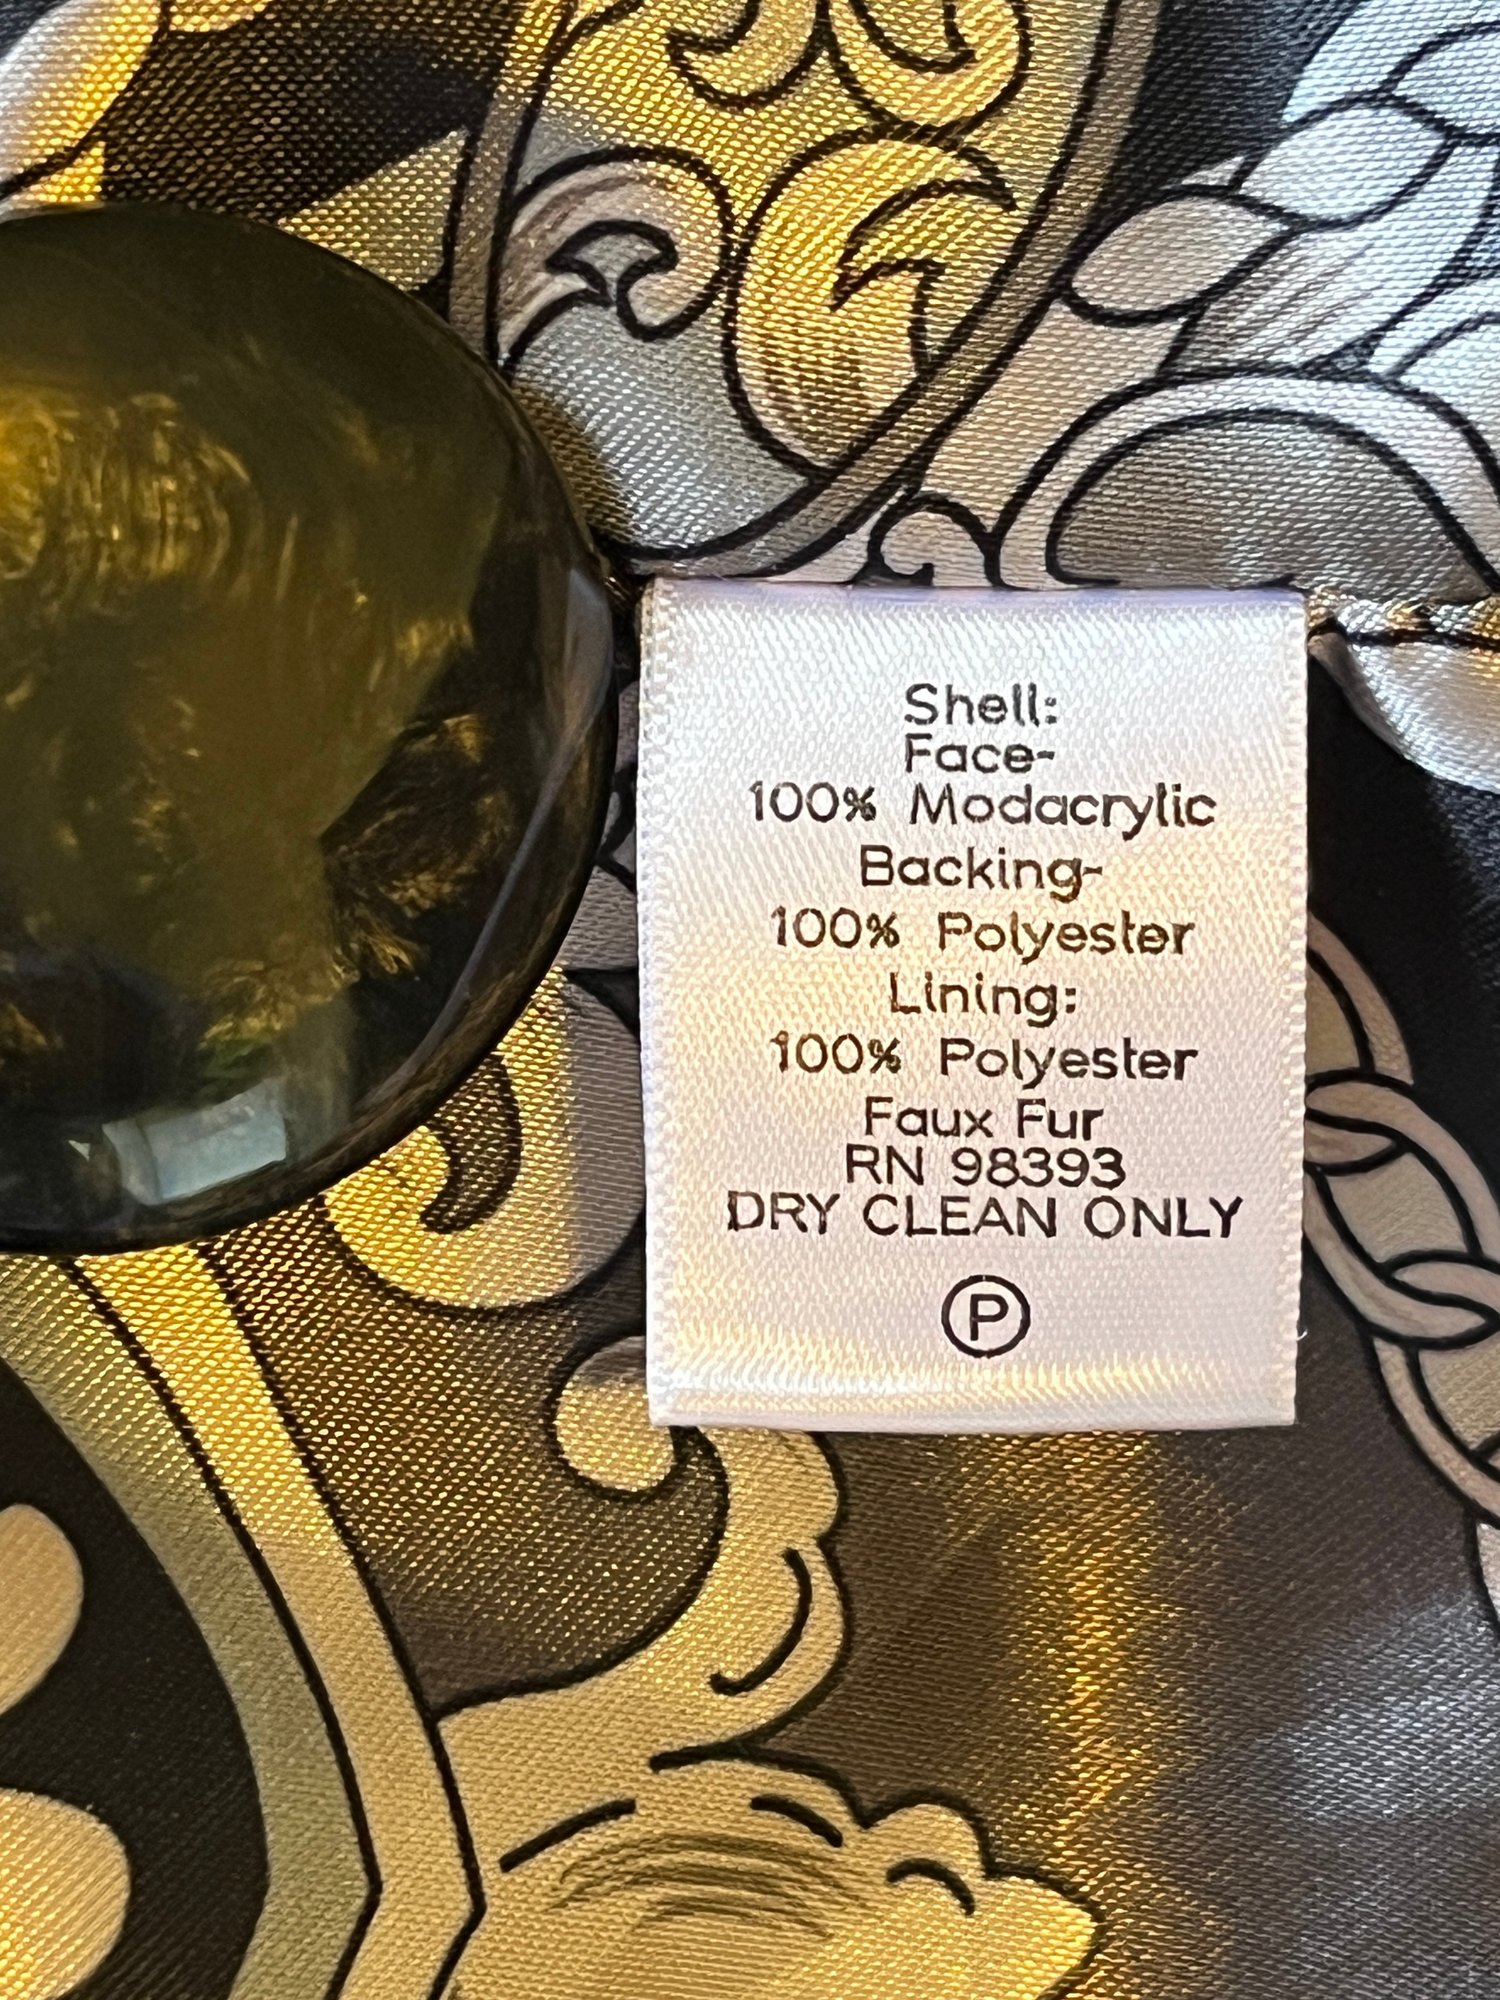 Shell:
Face-
100% Modacrylic
Backing-
100% Polyester
Lining:
100% Polyester
Faux Fur
RN 98393
DRY CLEAN ONLY
P